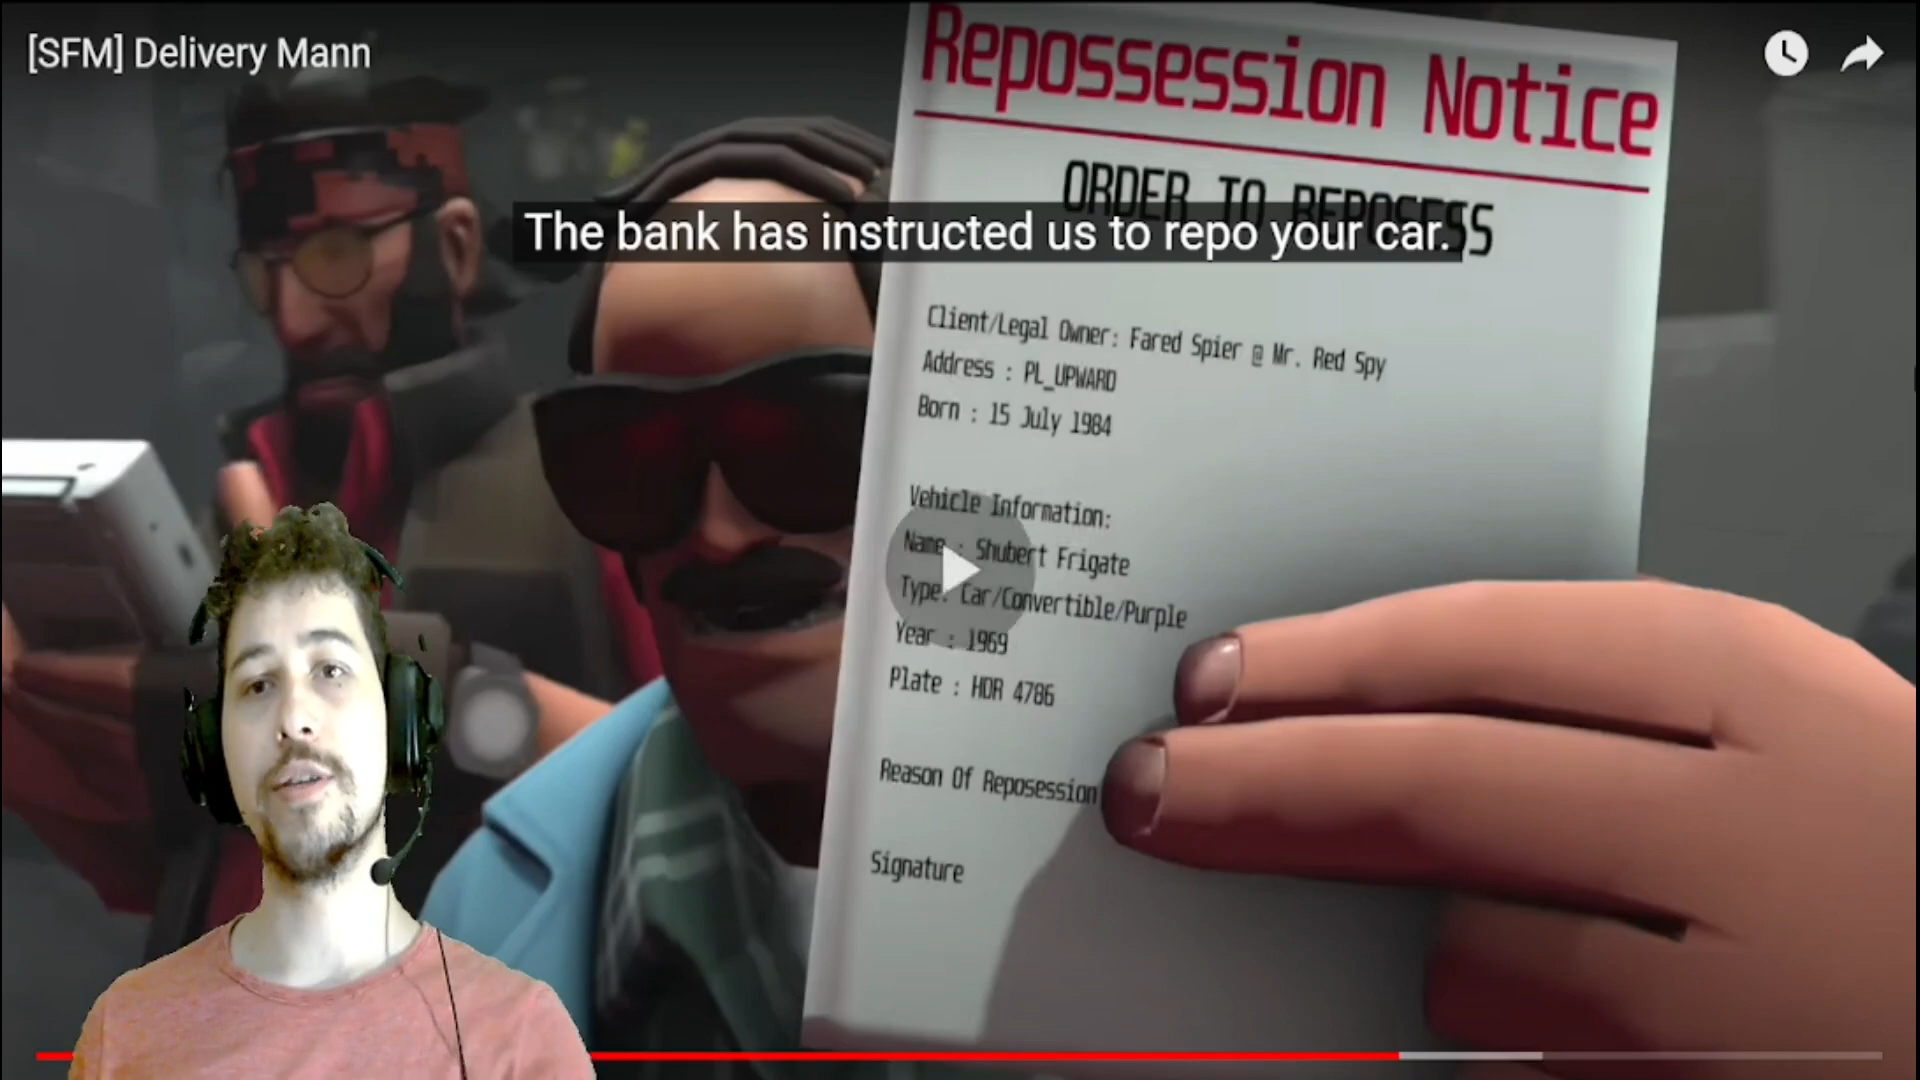 [SFM] Delivery Mann
Repossession Notice
ORDER TO REPOSESS
The bank has instructed us to repo your car.
Client/Legal Owner: Fared Spier @ Mr. Red Spy
Address : PL_UPWARD
Born : 15 July 1984
Vehicle Information:
Name : Shubert Frigate
Type: Car/Convertible/Purple
Year : 1969
Plate : HDR 4786
Reason Of Reposession
Signature